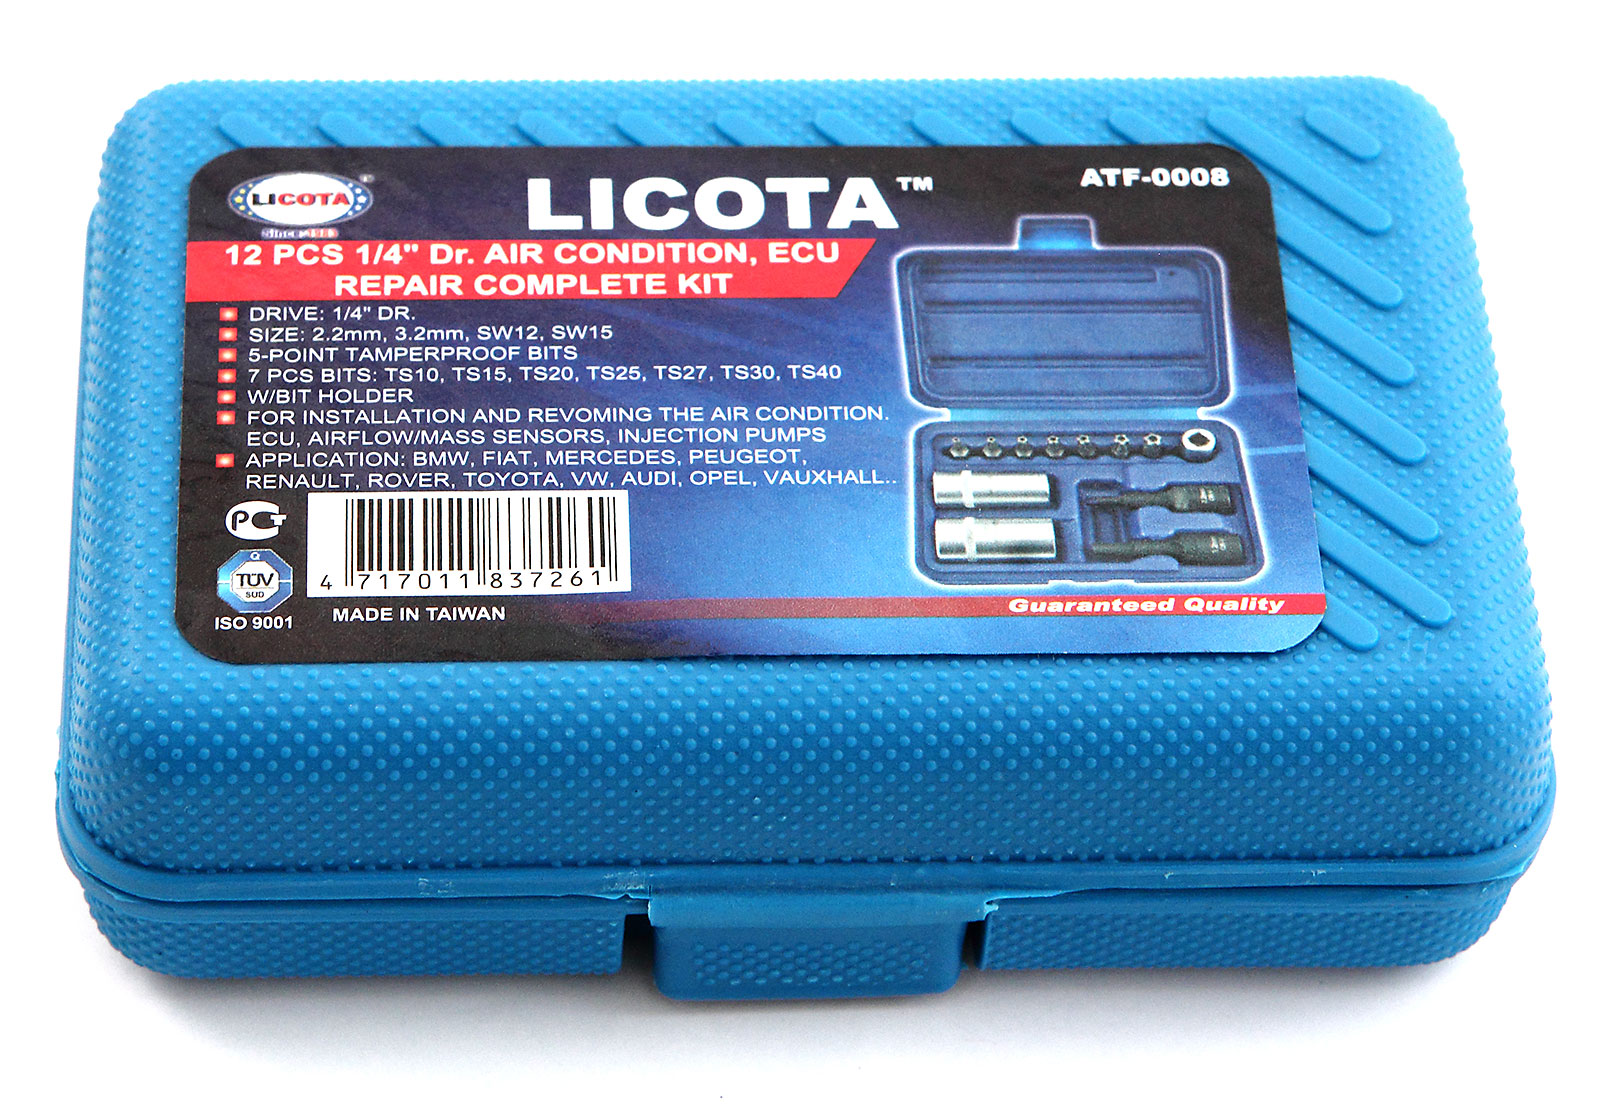 LICOTA
Since 1983
LICOTA™
ATF-0008
12 PCS 1/4" Dr. AIR CONDITION, ECU
REPAIR COMPLETE KIT
DRIVE: 1/4" DR.
SIZE: 2.2mm, 3.2mm, SW12, SW15
5-POINT TAMPERPROOF BITS
7 PCS BITS: TS10, TS15, TS20, TS25, TS27, TS30, TS40
W/BIT HOLDER
FOR INSTALLATION AND REVOMING THE AIR CONDITION.
ECU, AIRFLOW/MASS SENSORS, INJECTION PUMPS
APPLICATION: BMW, FIAT, MERCEDES, PEUGEOT,
RENAULT, ROVER, TOYOTA, VW, AUDI, OPEL, VAUXHALL..
РСТ
Q
TÜV
SUD
ISO 9001
4 717011 837261
MADE IN TAIWAN
Guaranteed Quality